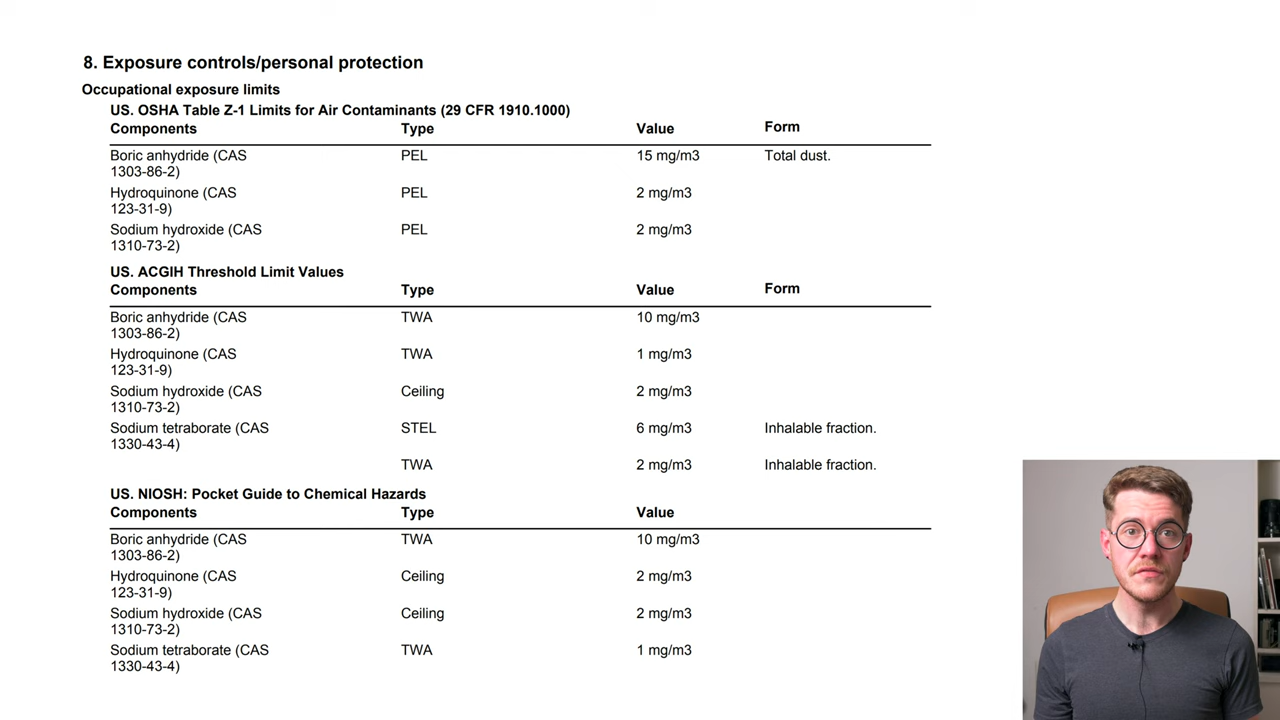 8. Exposure controls/personal protection
Occupational exposure limits
US. OSHA Table Z-1 Limits for Air Contaminants (29 CFR 1910.1000)
Components Type Value Form
Boric anhydride (CAS PEL 15 mg/m3 Total dust.
1303-86-2)
Hydroquinone (CAS PEL 2 mg/m3
123-31-9)
Sodium hydroxide (CAS PEL 2 mg/m3
1310-73-2)
US. ACGIH Threshold Limit Values
Components Type Value Form
Boric anhydride (CAS TWA 10 mg/m3
1303-86-2)
Hydroquinone (CAS TWA 1 mg/m3
123-31-9)
Sodium hydroxide (CAS Ceiling 2 mg/m3
1310-73-2)
Sodium tetraborate (CAS STEL 6 mg/m3 Inhalable fraction.
1330-43-4)
TWA 2 mg/m3 Inhalable fraction.
US. NIOSH: Pocket Guide to Chemical Hazards
Components Type Value
Boric anhydride (CAS TWA 10 mg/m3
1303-86-2)
Hydroquinone (CAS Ceiling 2 mg/m3
123-31-9)
Sodium hydroxide (CAS Ceiling 2 mg/m3
1310-73-2)
Sodium tetraborate (CAS TWA 1 mg/m3
1330-43-4)